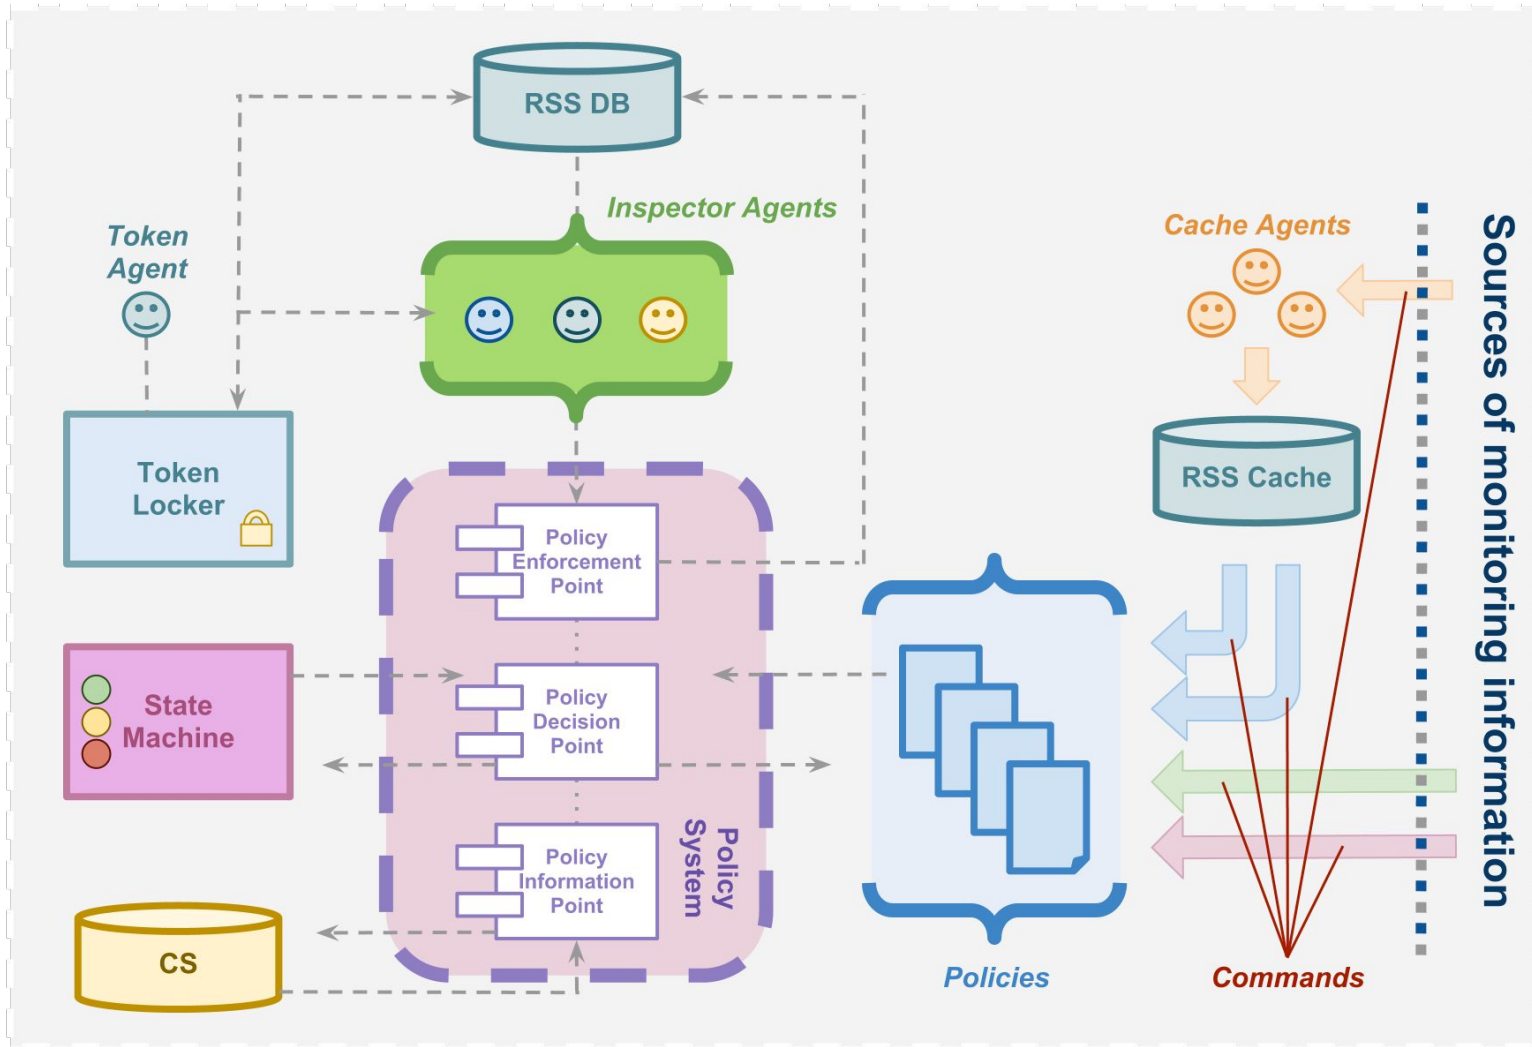 RSS DB
Inspector Agents
Token
Agent
Cache Agents
Sources of monitoring information
Token
Locker
RSS Cache
Policy
Enforcement
Point
State
Machine
Policy
Decision
Point
Policy
System
Policy
Information
Point
CS
Policies
Commands